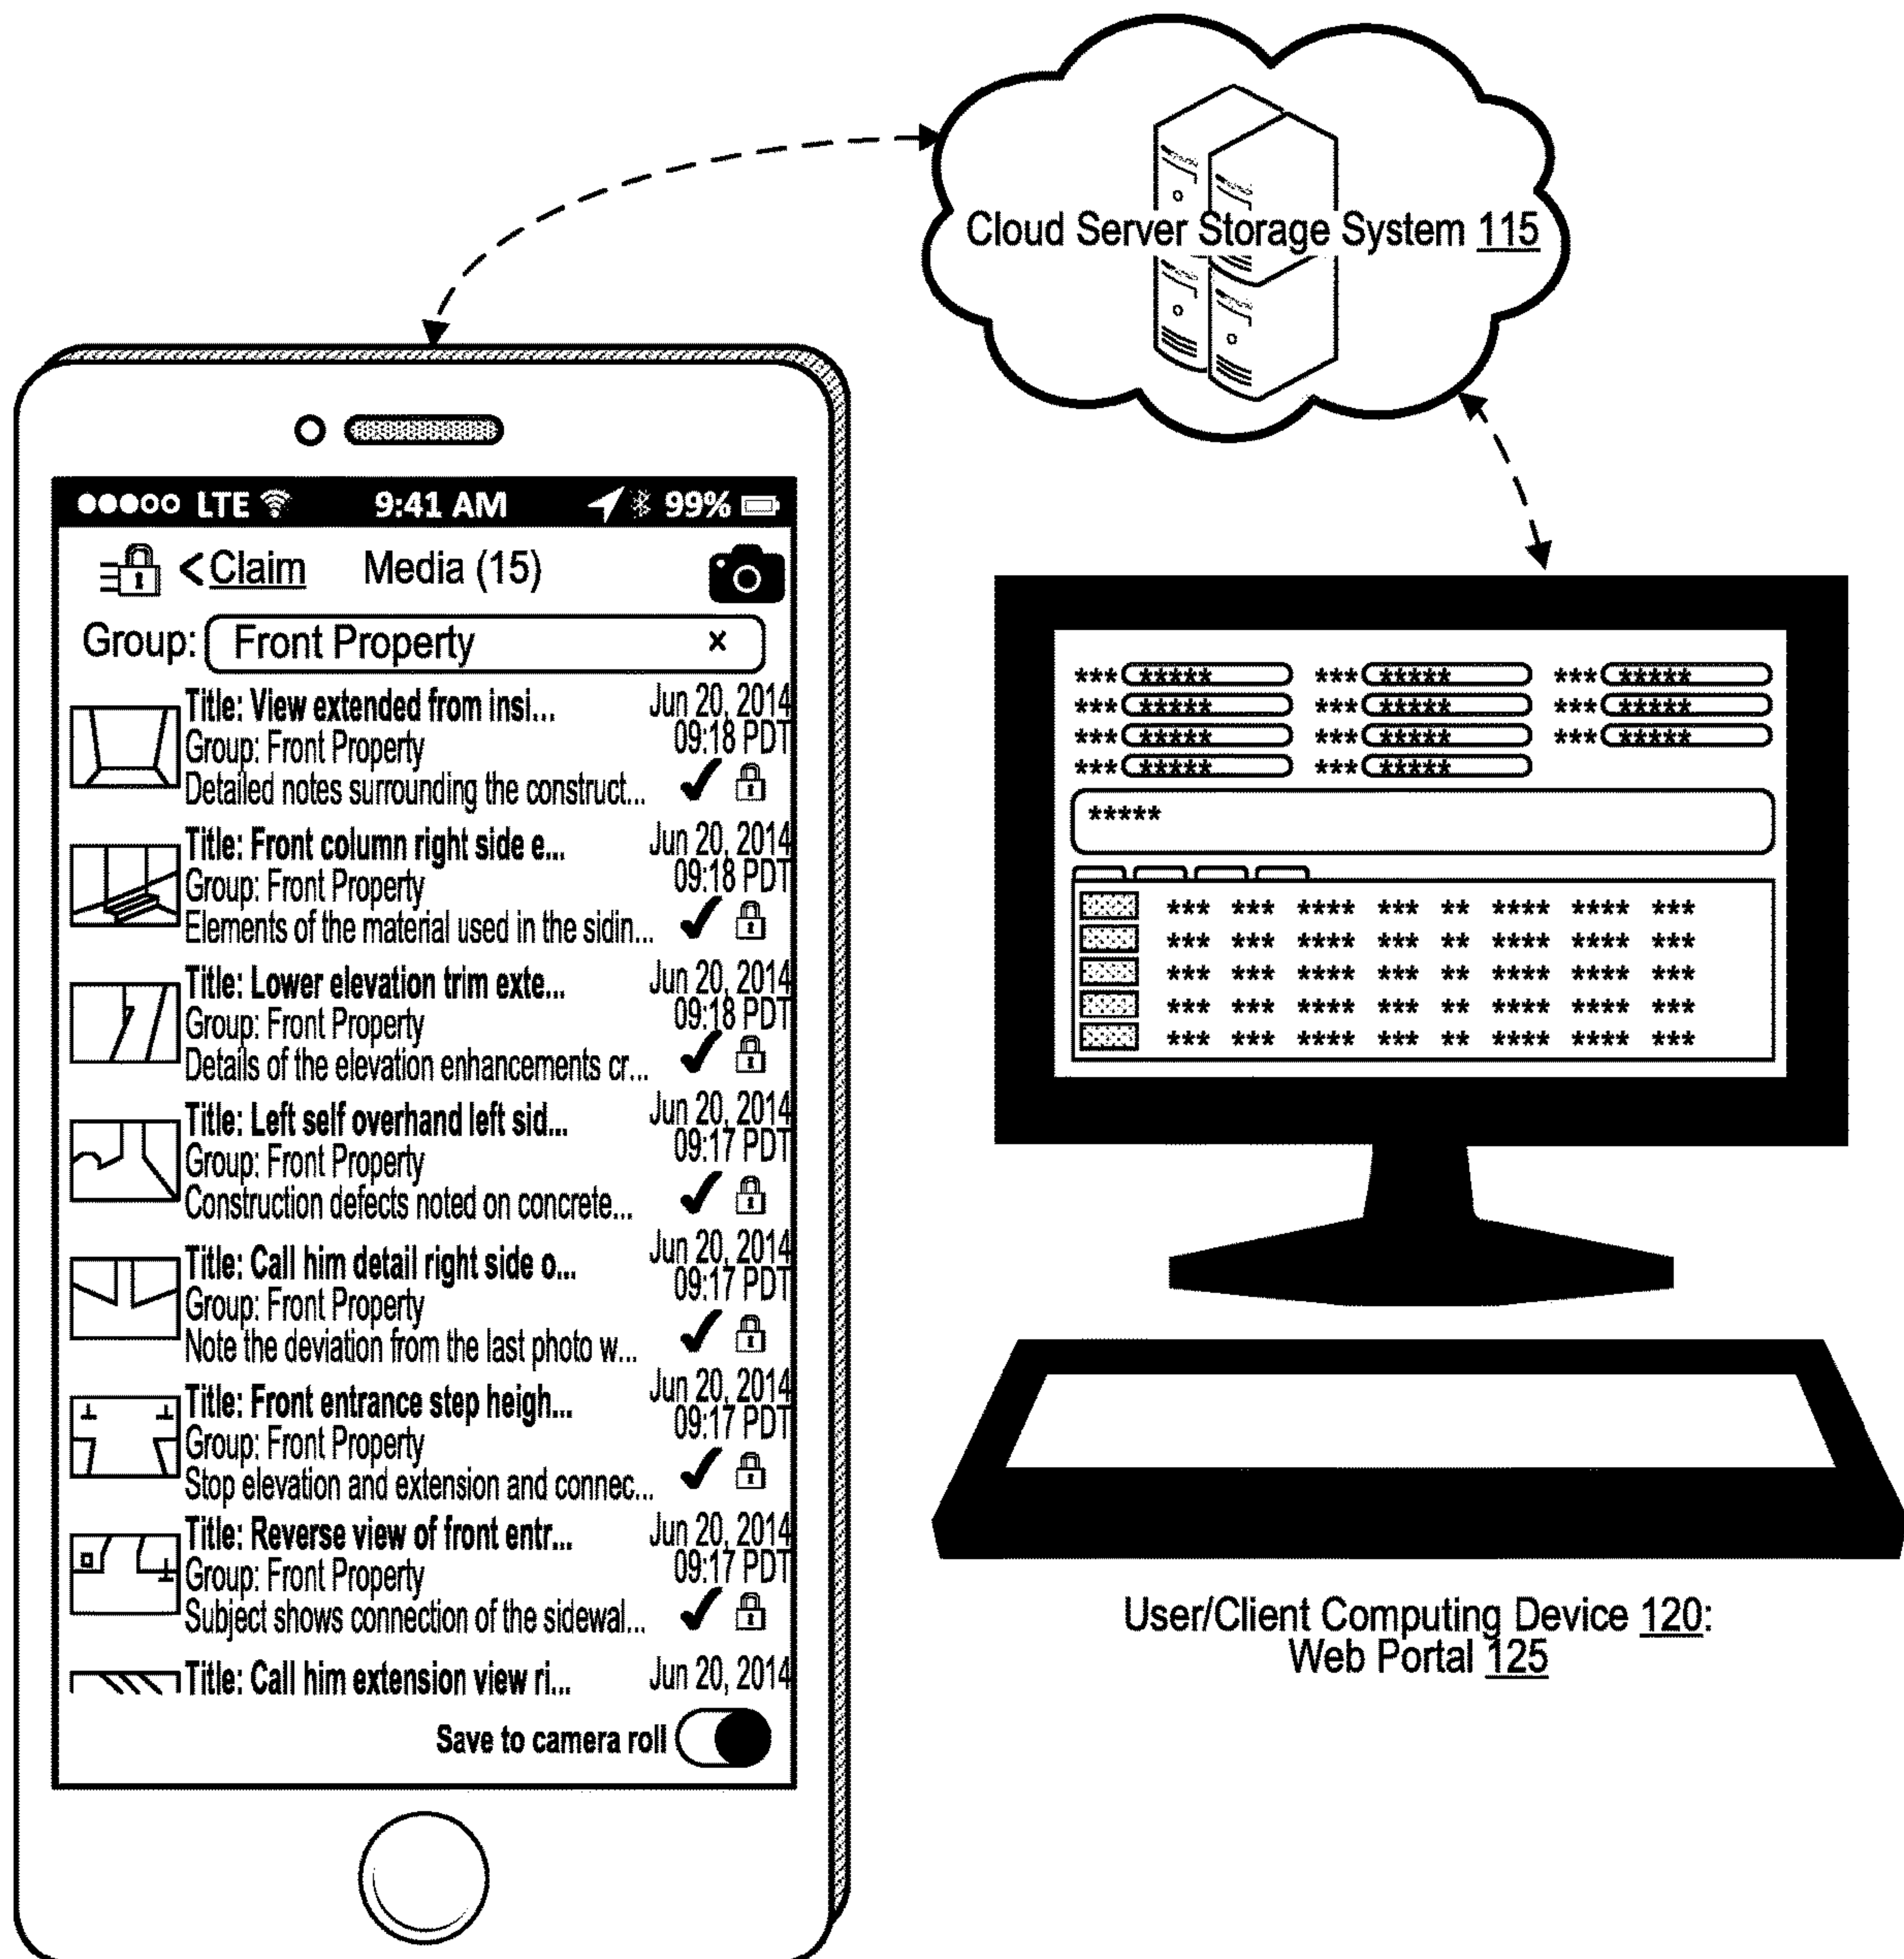 Cloud Server Storage System 115
LTE 9:41 AM 99%
<Claim Media (15)
Group: Front Property x
Title: View extended from insi... Jun 20, 2014
Group: Front Property 09:18 PDT
Detailed notes surrounding the construct...
Title: Front column right side e... Jun 20, 2014
Group: Front Property 09:18 PDT
Elements of the material used in the sidin...
Title: Lower elevation trim exte... Jun 20, 2014
Group: Front Property 09:18 PDT
Details of the elevation enhancements cr...
Title: Left self overhand left sid... Jun 20, 2014
Group: Front Property 09:17 PDT
Construction defects noted on concrete...
Title: Call him detail right side o... Jun 20, 2014
Group: Front Property 09:17 PDT
Note the deviation from the last photo w...
Title: Front entrance step heigh... Jun 20, 2014
Group: Front Property 09:17 PDT
Stop elevation and extension and connec...
Title: Reverse view of front entr... Jun 20, 2014
Group: Front Property 09:17 PDT
Subject shows connection of the sidewal...
Title: Call him extension view ri... Jun 20, 2014
Save to camera roll
*** ***** *** ***** *** *****
*** ***** *** ***** *** *****
*** ***** *** ***** *** *****
*** ***** *** *****
*****
*** *** **** *** ** **** **** ***
*** *** **** *** ** **** **** ***
*** *** **** *** ** **** **** ***
*** *** **** *** ** **** **** ***
*** *** **** *** ** **** **** ***
User/Client Computing Device 120:
Web Portal 125